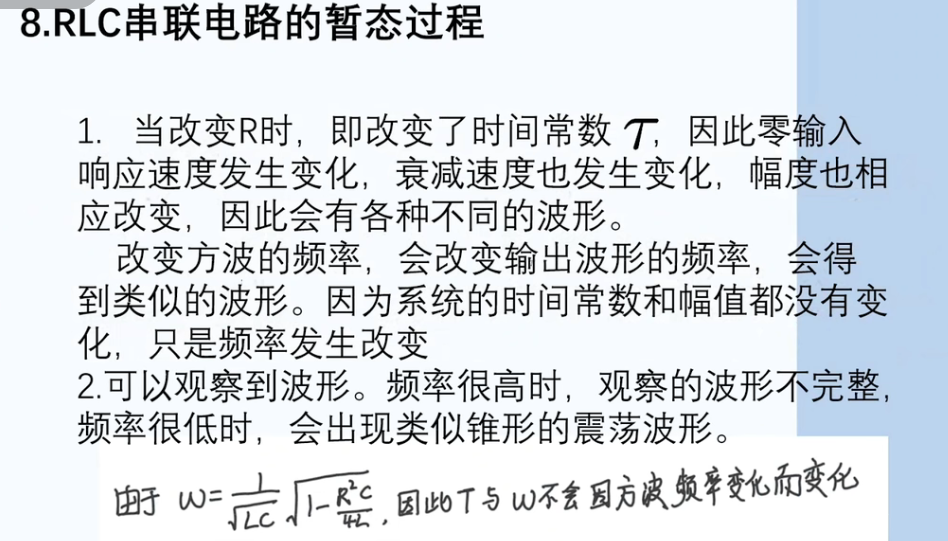 8.RLC串联电路的暂态过程
1. 当改变R时，即改变了时间常数 τ，因此零输入
响应速度发生变化，衰减速度也发生变化，幅度也相
应改变，因此会有各种不同的波形。
改变方波的频率，会改变输出波形的频率，会得
到类似的波形。因为系统的时间常数和幅值都没有变
化，只是频率发生改变
2.可以观察到波形。频率很高时，观察的波形不完整，
频率很低时，会出现类似锥形的震荡波形。
由于 ω=1/√LC √1-R²C/4L，因此T与ω不会因方波频率变化而变化